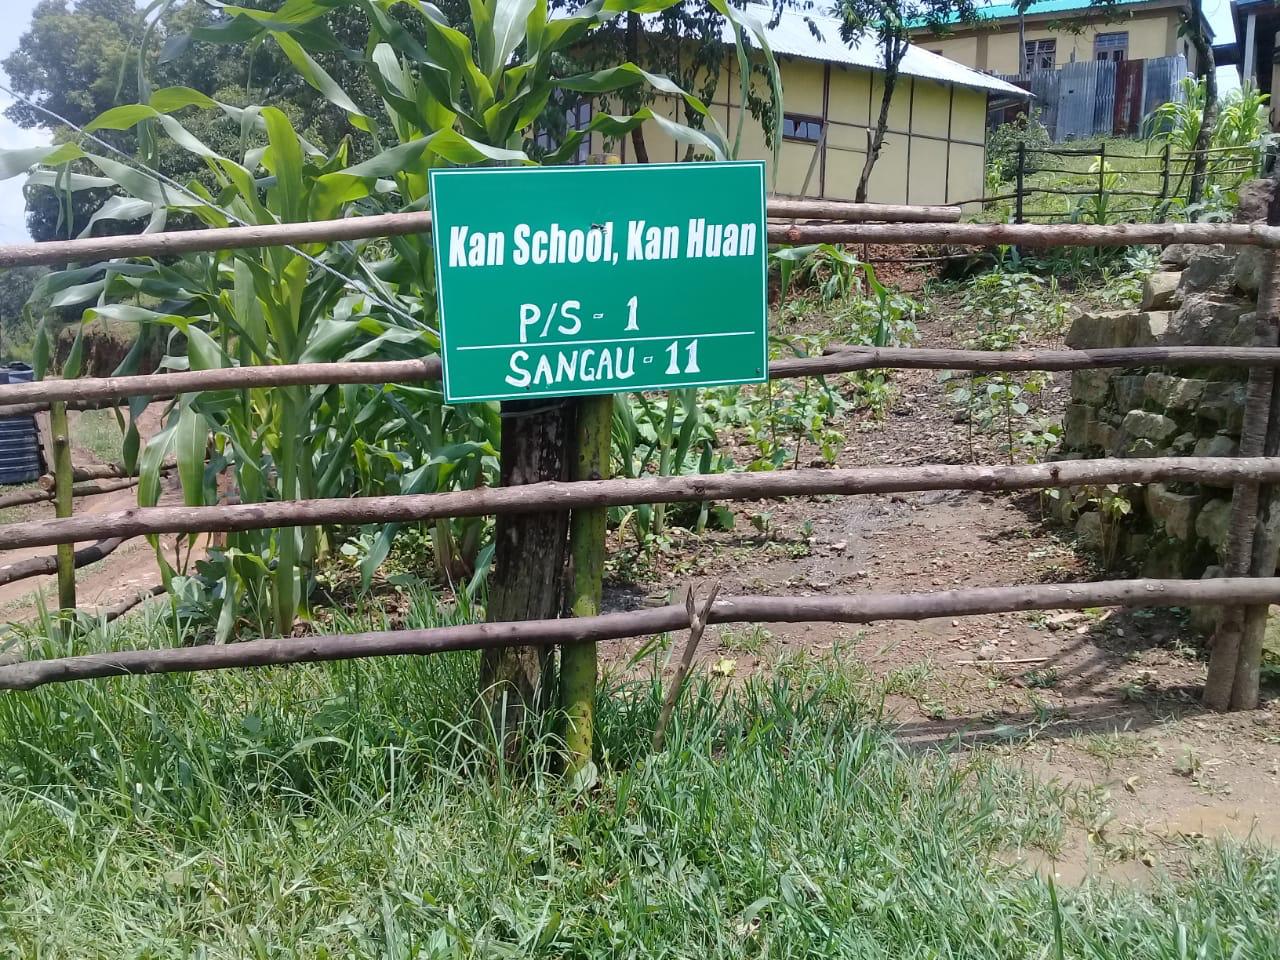 Kan School, Kan Huan
P/S - 1
SANGAU - 11